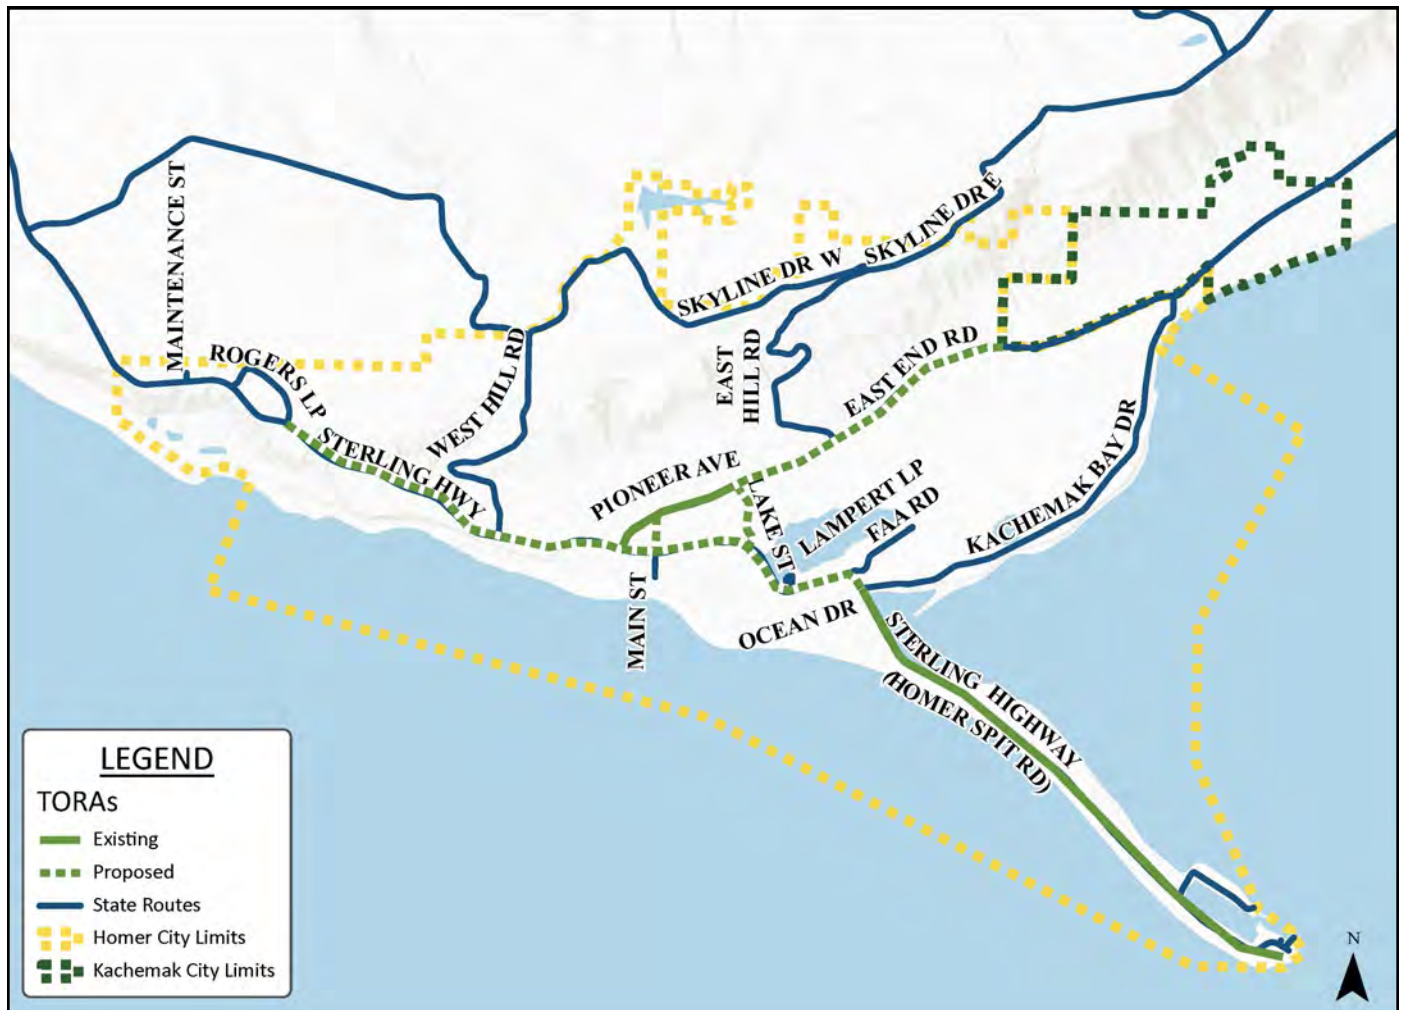 MAINTENANCE ST
ROGERS LP
STERLING HWY
WEST HILL RD
SKYLINE DR W
SKYLINE DR E
EAST
HILL RD
EAST END RD
PIONEER AVE
LAKE ST
LAMPERT LP
FAA RD
KACHEMAK BAY DR
MAIN ST
OCEAN DR
STERLING HIGHWAY
(HOMER SPIT RD)
LEGEND
TORAs
Existing
Proposed
State Routes
Homer City Limits
Kachemak City Limits
N